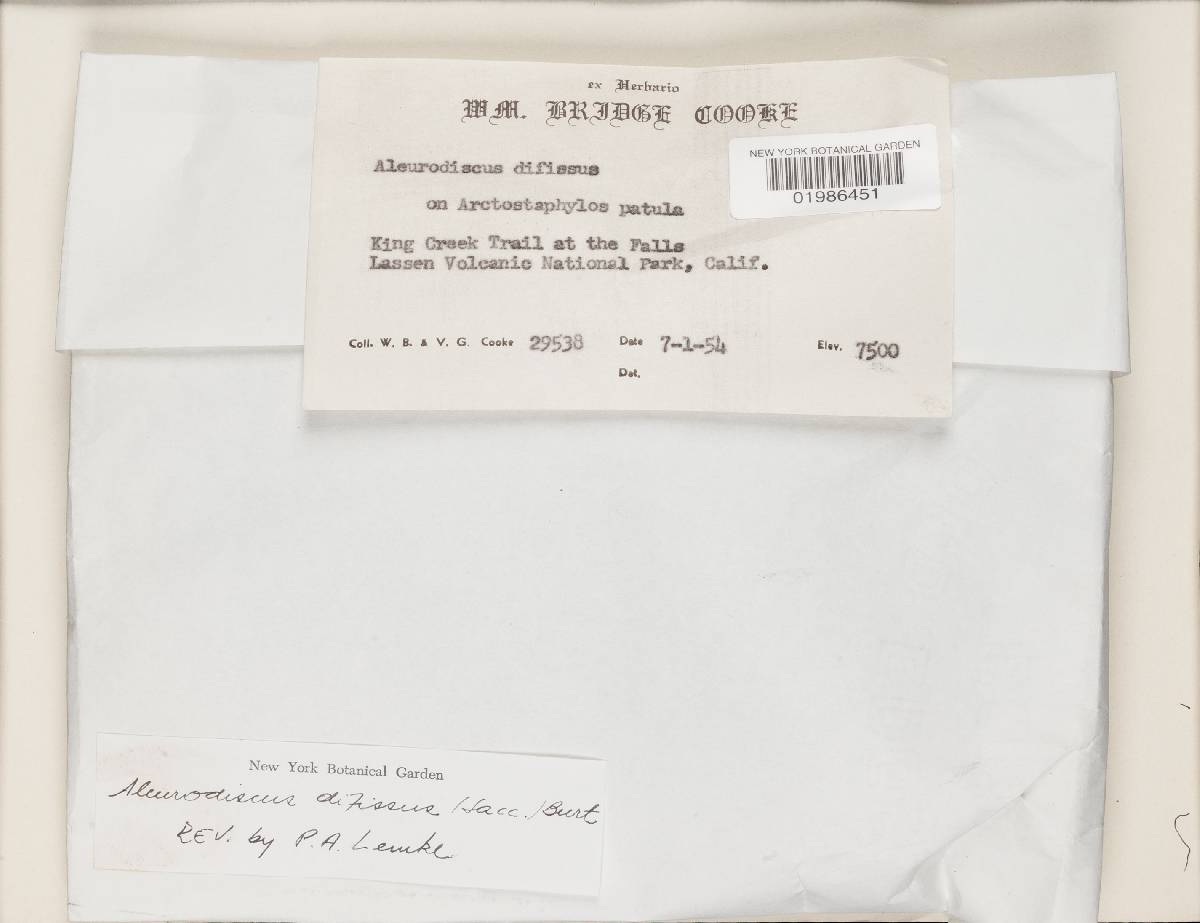 ex Herbario
WM. BRIDGE COOKE
NEW YORK BOTANICAL GARDEN
01986451
Aleurodiscus difissus
on Arctostaphylos patula
King Creek Trail at the Falls
Lassen Volcanic National Park, Calif.
Coll. W. B. & V. G. Cooke 29538 Date 7-1-54 Elev. 7500
Det.
New York Botanical Garden
Aleurodiscus difissus (Sacc.) Burt
REV. by P.A. Lemke